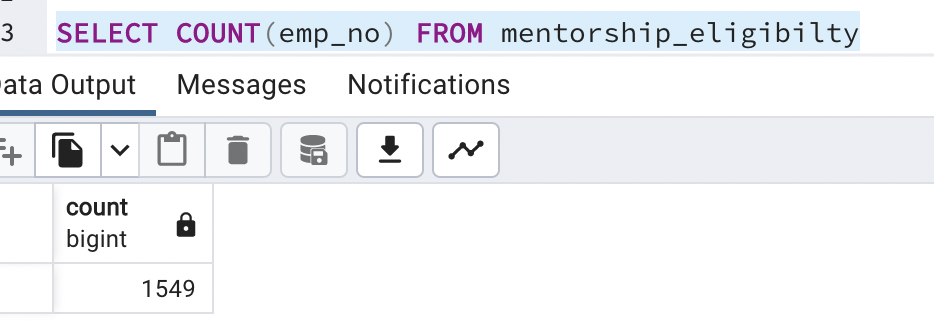 3 SELECT COUNT(emp_no) FROM mentorship_eligibilty
ata Output Messages Notifications
count
bigint
1549